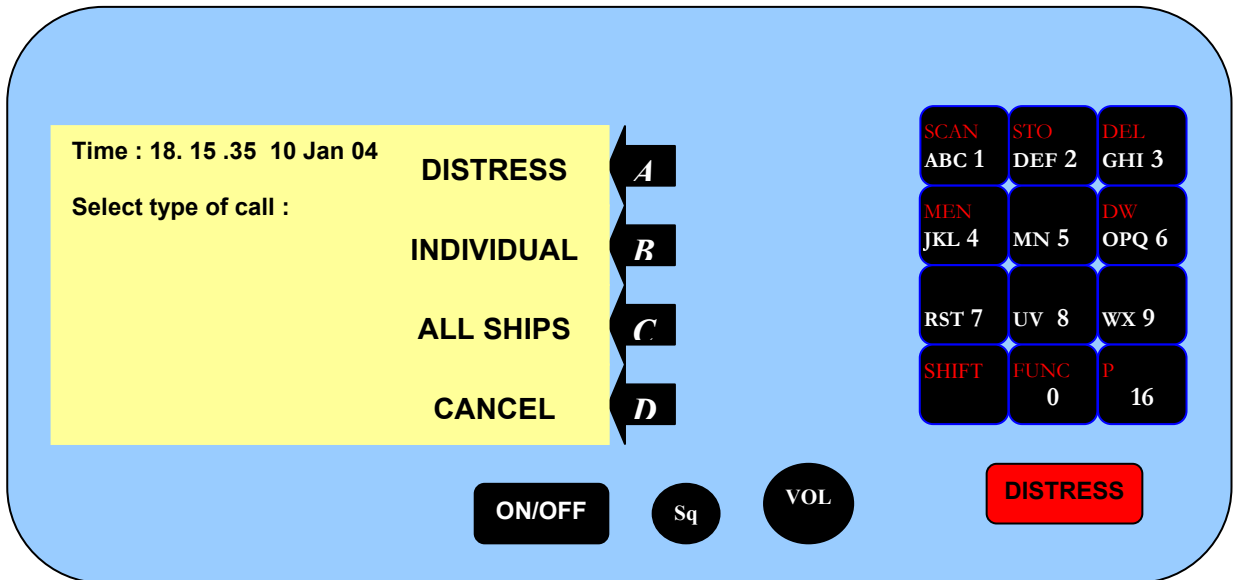 Time : 18. 15 .35 10 Jan 04
Select type of call :
DISTRESS A
INDIVIDUAL B
ALL SHIPS C
CANCEL D
SCAN STO DEL
ABC 1 DEF 2 GHI 3
MEN DW
JKL 4 MN 5 OPQ 6
RST 7 UV 8 WX 9
SHIFT FUNC P
0 16
ON/OFF Sq VOL DISTRESS